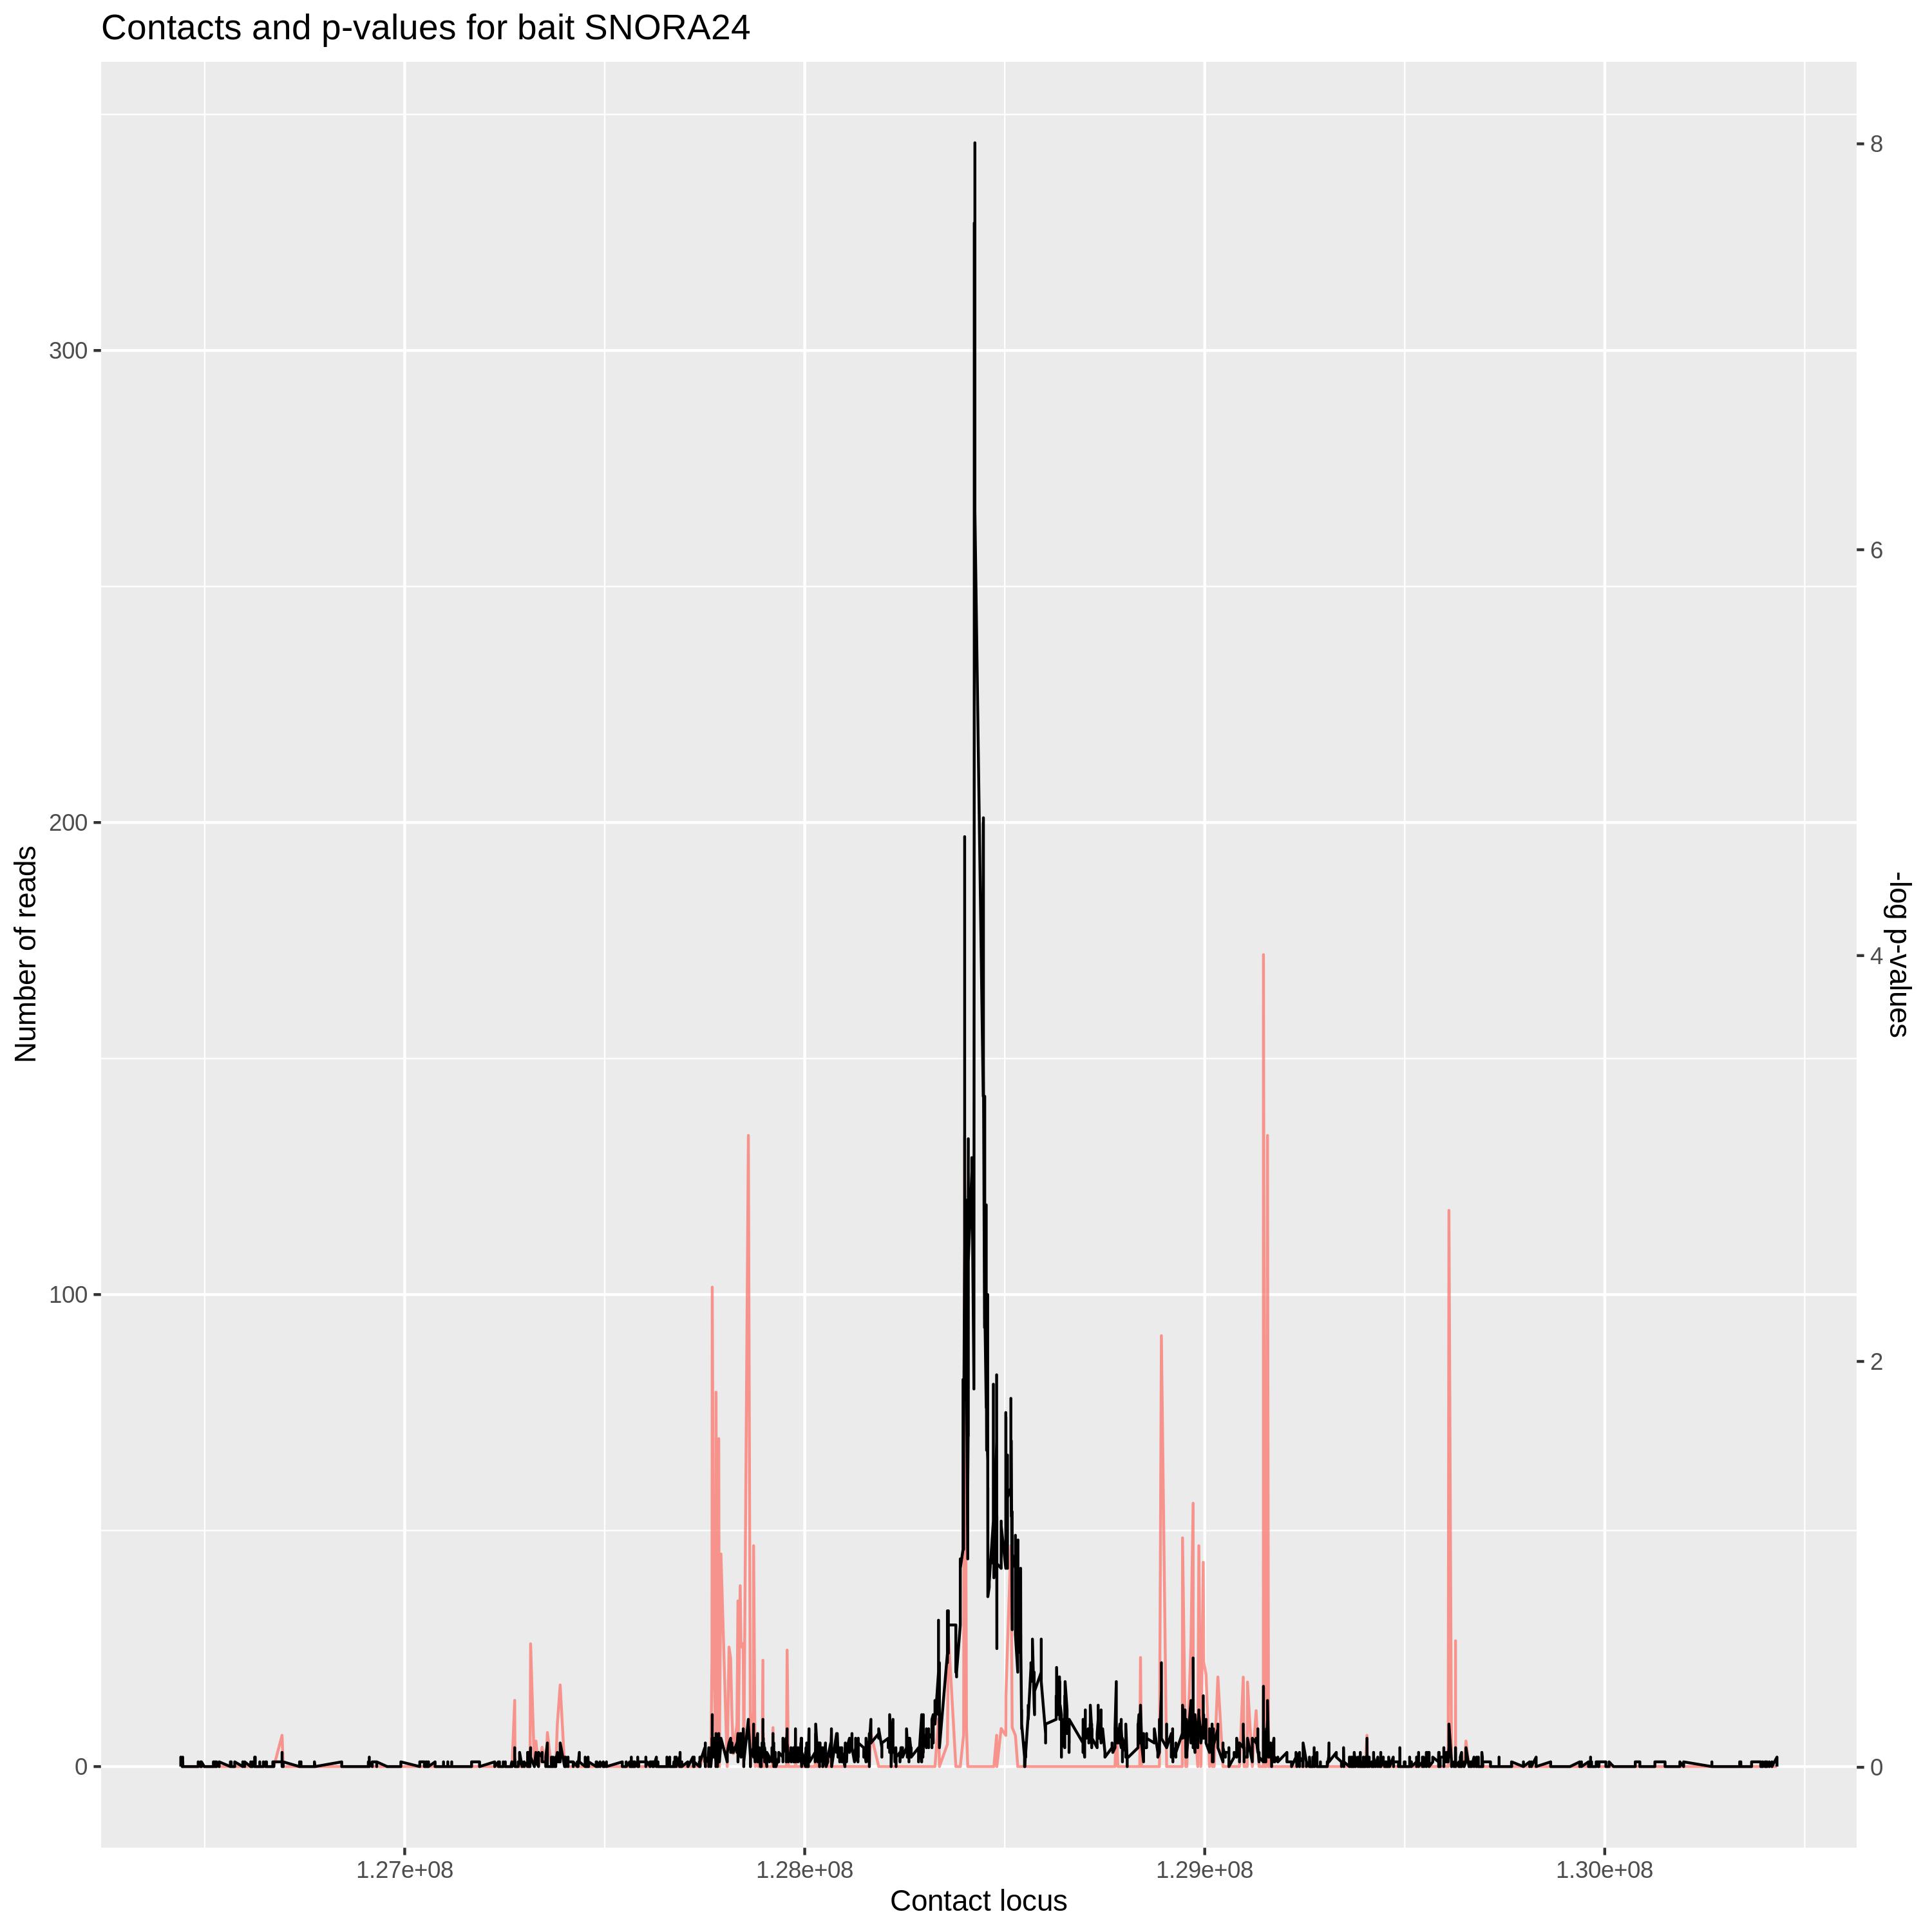 Contacts and p-values for bait SNORA24
300
200
100
0
Number of reads
8
6
4
2
0
-log p-values
1.27e+08
1.28e+08
1.29e+08
1.30e+08
Contact locus